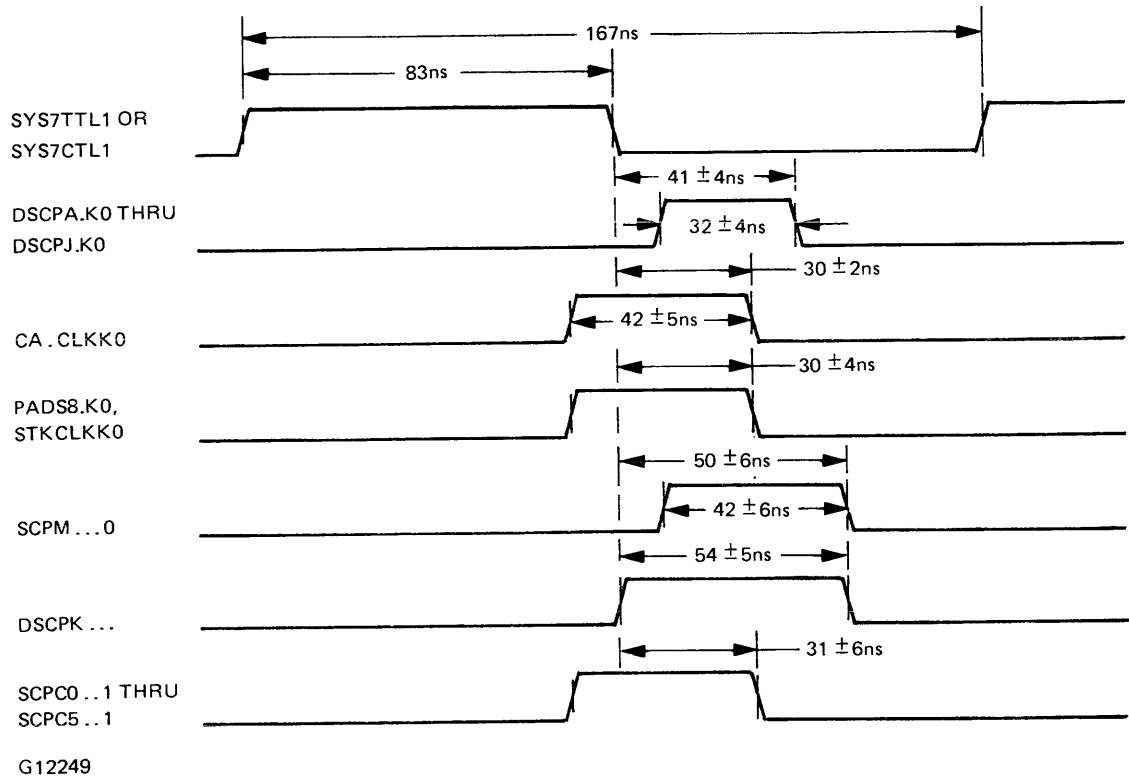 167ns
83ns
SYS7TTL1 OR
SYS7CTL1
41 ±4ns
DSCPA.K0 THRU
DSCPJ.K0
32 ±4ns
30 ±2ns
CA.CLKK0
42 ±5ns
30 ±4ns
PADS8.K0,
STKCLKK0
50 ±6ns
SCPM...0
42 ±6ns
54 ±5ns
DSCPK...
31 ±6ns
SCPC0..1 THRU
SCPC5..1
G12249